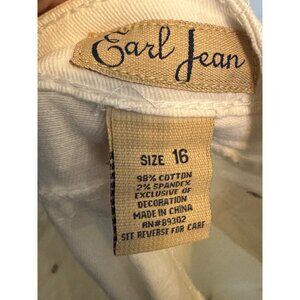 Earl Jean
SIZE 16
98% COTTON
2% SPANDEX
EXCLUSIVE OF
DECORATION
MADE IN CHINA
RN#89302
SEE REVERSE FOR CARE